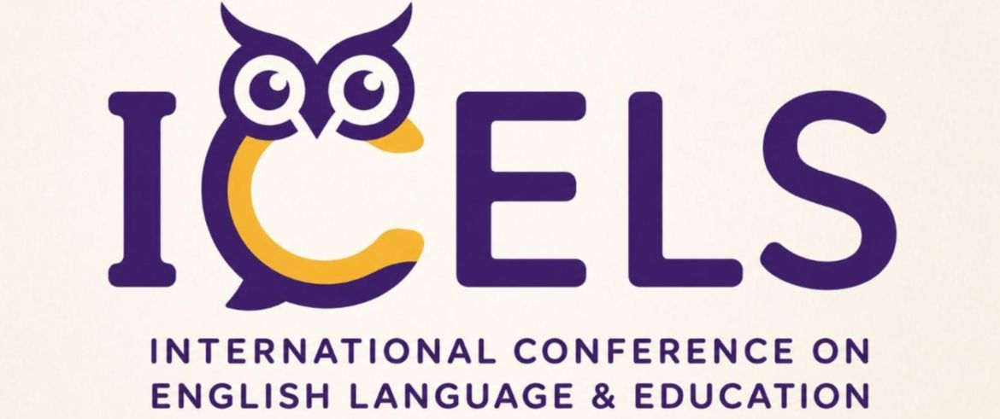 ICELS
INTERNATIONAL CONFERENCE ON
ENGLISH LANGUAGE & EDUCATION